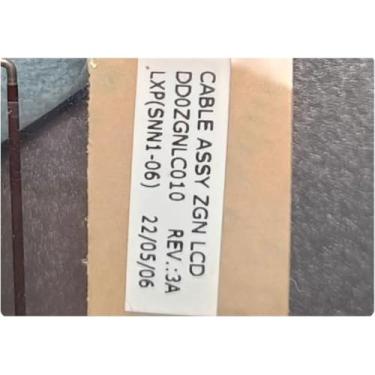 CABLE ASSY ZGN LCD
DD0ZGNLC010 REV.:3A
LXP(SNN1-06) 22/05/06